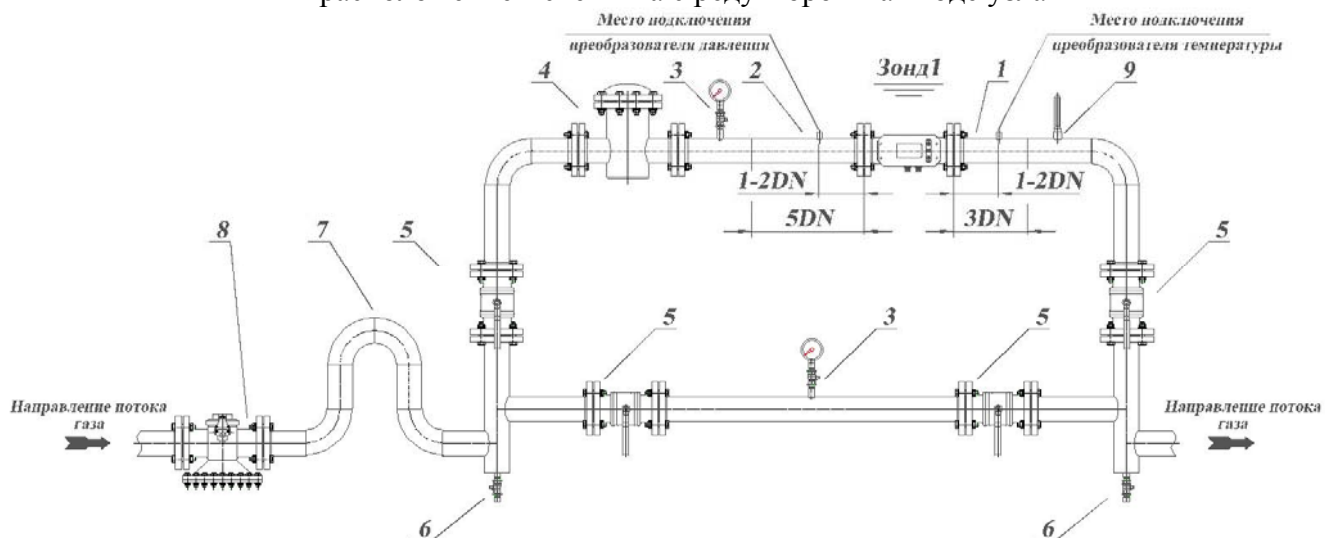 Место подключения
преобразователя давления
Место подключения
преобразователя температуры
4
3
2
Зонд1
1
9
1-2DN
1-2DN
5DN
3DN
8
7
5
5
5
3
5
Направление потока
газа
Направление потока
газа
6
6